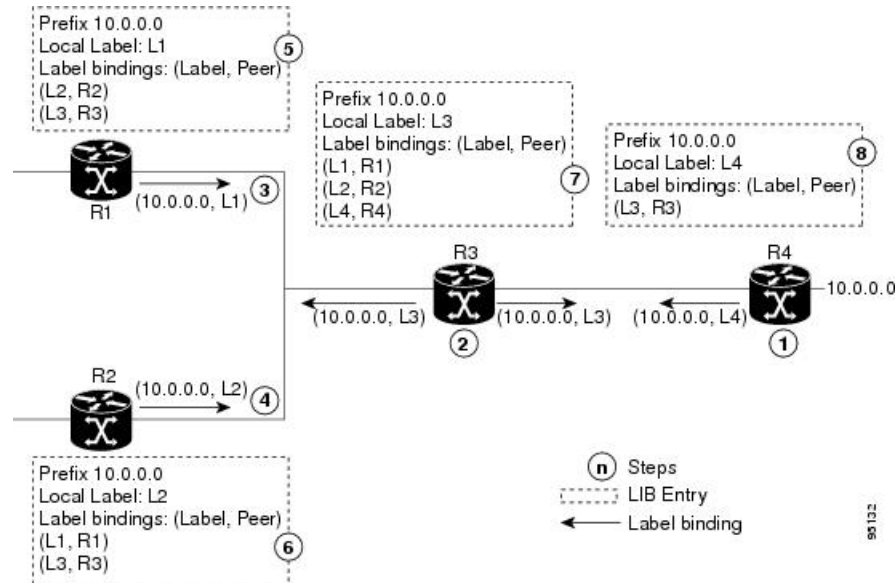 Prefix 10.0.0.0
Local Label: L1
Label bindings: (Label, Peer)
(L2, R2)
(L3, R3)
5
R1
(10.0.0.0, L1)
3
Prefix 10.0.0.0
Local Label: L3
Label bindings: (Label, Peer)
(L1, R1)
(L2, R2)
(L4, R4)
7
Prefix 10.0.0.0
Local Label: L4
Label bindings: (Label, Peer)
(L3, R3)
8
R3
(10.0.0.0, L3)
(10.0.0.0, L3)
2
R4
10.0.0.0
(10.0.0.0, L4)
1
R2
(10.0.0.0, L2)
4
Prefix 10.0.0.0
Local Label: L2
Label bindings: (Label, Peer)
(L1, R1)
(L3, R3)
6
n Steps
LIB Entry
Label binding
95132